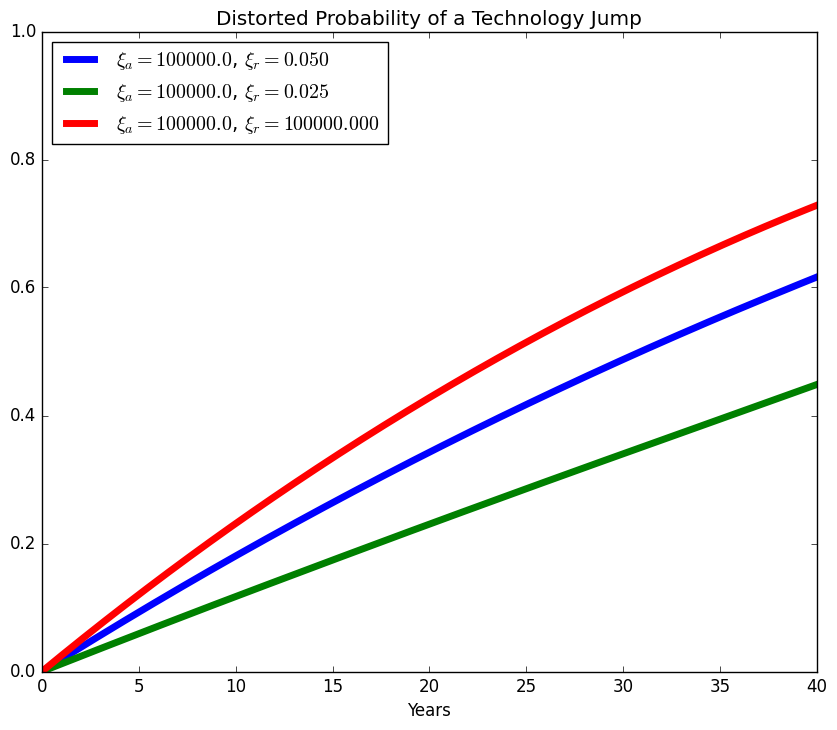 Distorted Probability of a Technology Jump
1.0
ξₐ = 100000.0, ξᵣ = 0.050
ξₐ = 100000.0, ξᵣ = 0.025
ξₐ = 100000.0, ξᵣ = 100000.000
0.8
0.6
0.4
0.2
0.0
0 5 10 15 20 25 30 35 40
Years